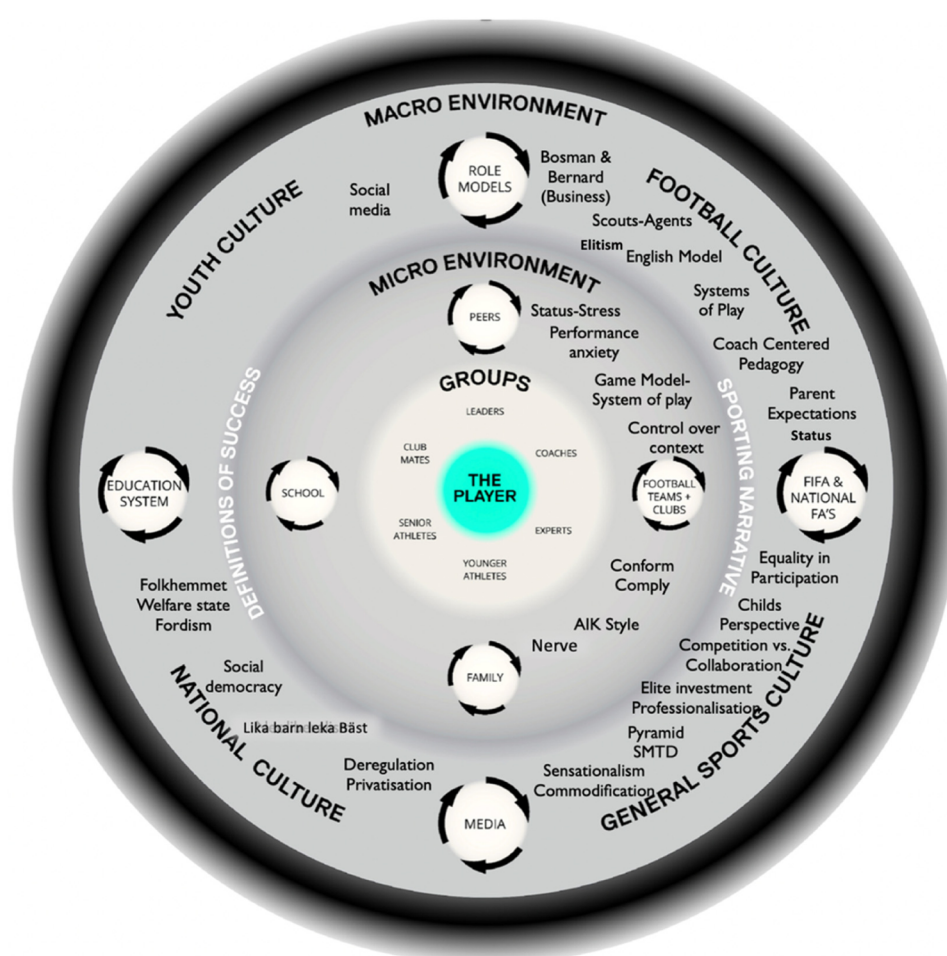 MACRO ENVIRONMENT
ROLE
MODELS
Bosman &
Bernard
(Business)
Social
media
YOUTH CULTURE
FOOTBALL CULTURE
Scouts-Agents
Elitism
English Model
MICRO ENVIRONMENT
Systems
of Play
PEERS
Status-Stress
Performance
anxiety
Coach Centered
Pedagogy
GROUPS
Game Model-
System of play
Parent
Expectations
Status
LEADERS
Control over
context
CLUB
MATES
COACHES
DEFINITIONS OF SUCCESS
SPORTING NARRATIVE
EDUCATION
SYSTEM
SCHOOL
THE
PLAYER
FOOTBALL
TEAMS +
CLUBS
FIFA &
NATIONAL
FA'S
SENIOR
ATHLETES
EXPERTS
YOUNGER
ATHLETES
Equality in
Participation
Conform
Comply
Folkhemmet
Welfare state
Fordism
Childs
Perspective
AIK Style
Nerve
Competition vs.
Collaboration
FAMILY
Social
democracy
Elite investment
Professionalisation
Lika barn leka Bäst
Pyramid
SMTD
NATIONAL CULTURE
GENERAL SPORTS CULTURE
Deregulation
Privatisation
Sensationalism
Commodification
MEDIA